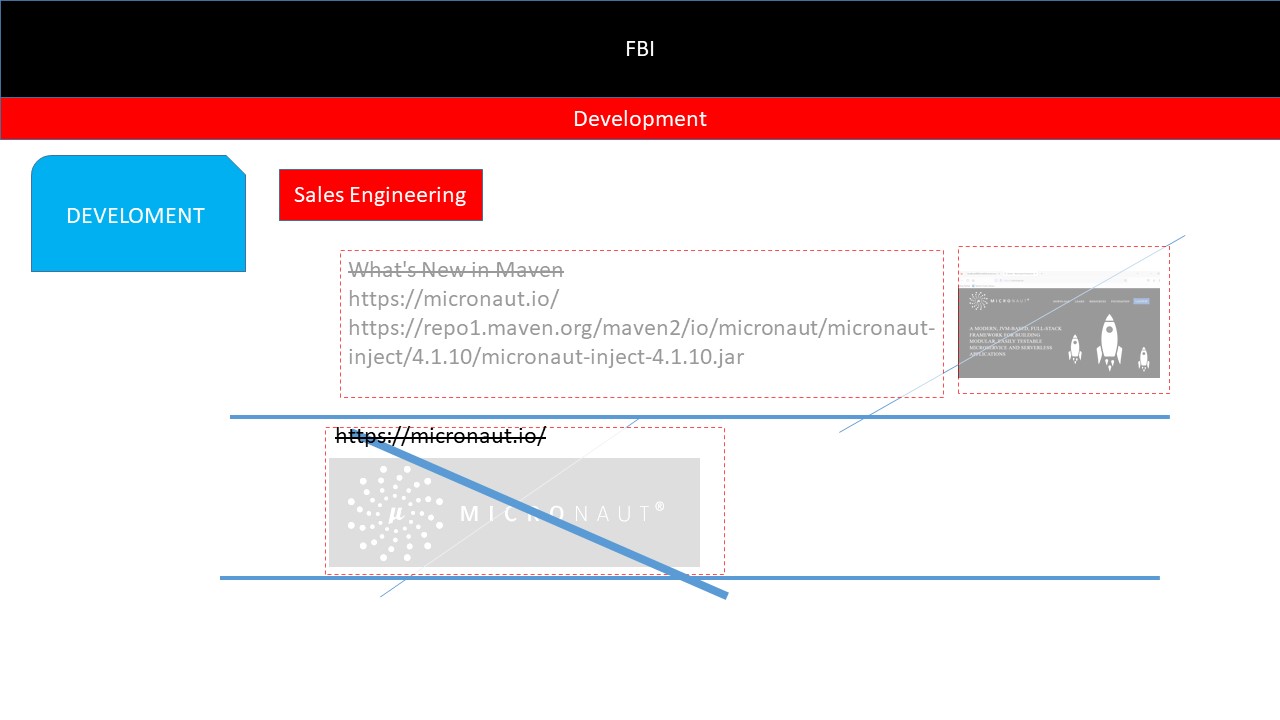 FBI
Development
DEVELOMENT
Sales Engineering
What's New in Maven
https://micronaut.io/
https://repo1.maven.org/maven2/io/micronaut/micronaut-
inject/4.1.10/micronaut-inject-4.1.10.jar
MICRONAUT
A MODERN, JVM-BASED, FULL-STACK
FRAMEWORK FOR BUILDING
MODULAR, EASILY TESTABLE
MICROSERVICE AND SERVERLESS
APPLICATIONS
https://micronaut.io/
μ MICRONAUT®